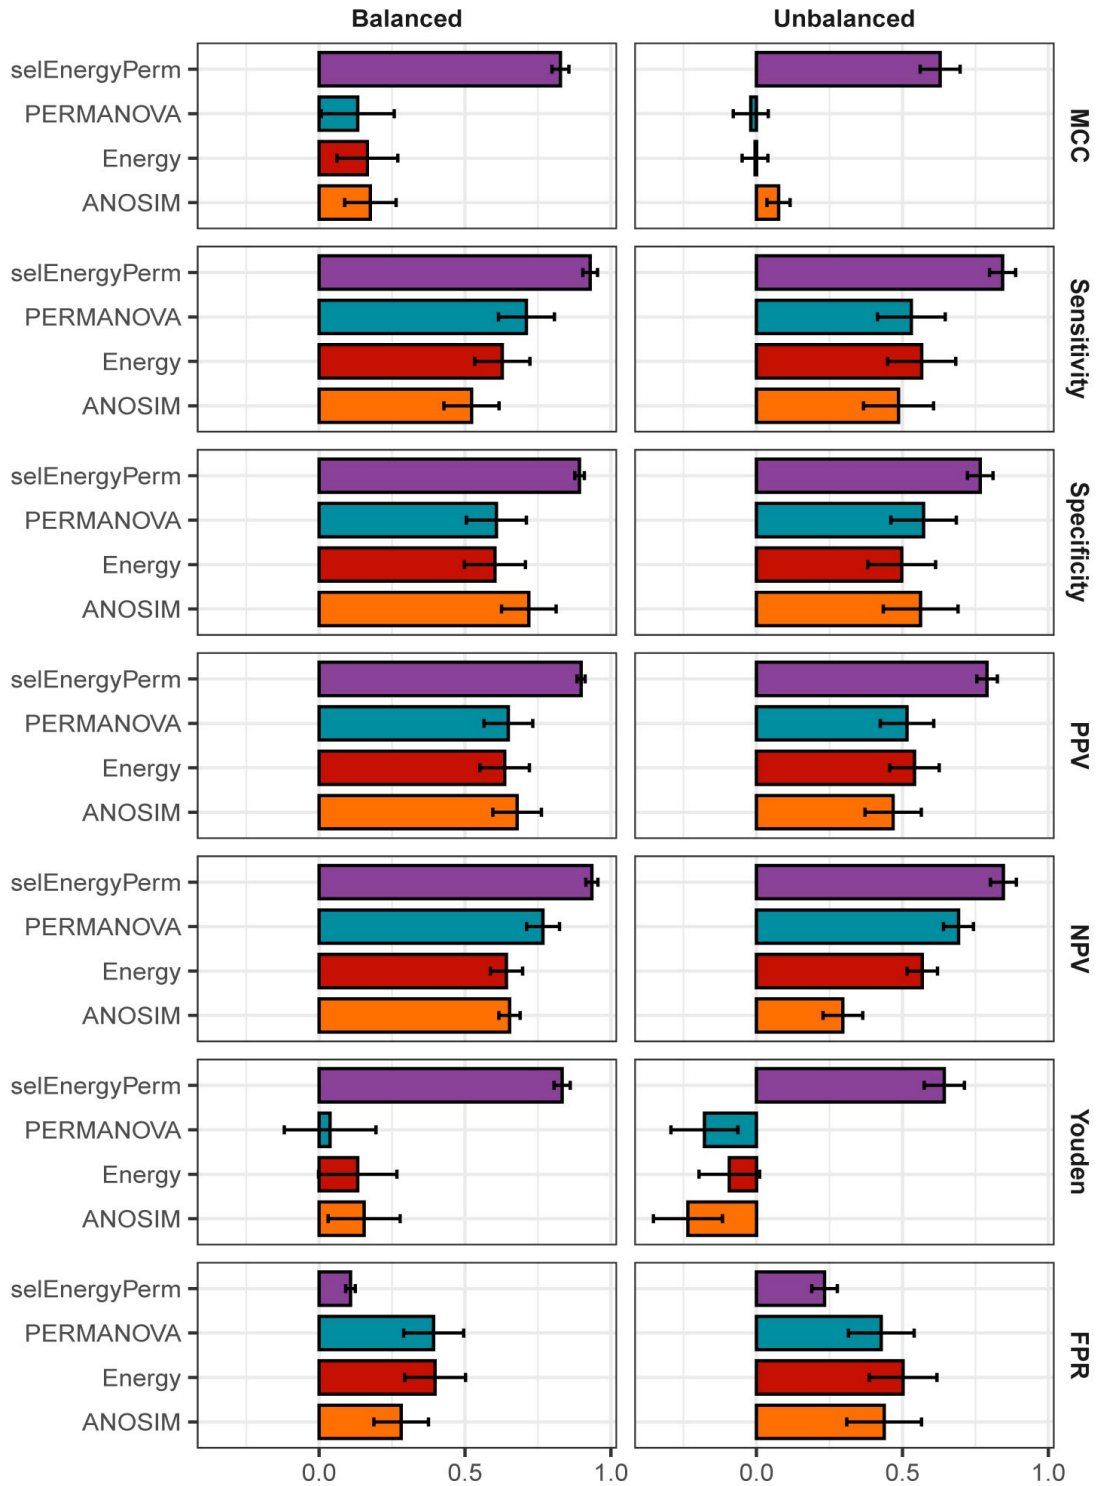 Balanced Unbalanced
selEnergyPerm
PERMANOVA
Energy
ANOSIM
MCC
selEnergyPerm
PERMANOVA
Energy
ANOSIM
Sensitivity
selEnergyPerm
PERMANOVA
Energy
ANOSIM
Specificity
selEnergyPerm
PERMANOVA
Energy
ANOSIM
PPV
selEnergyPerm
PERMANOVA
Energy
ANOSIM
NPV
selEnergyPerm
PERMANOVA
Energy
ANOSIM
Youden
selEnergyPerm
PERMANOVA
Energy
ANOSIM
FPR
0.0 0.5 1.0 0.0 0.5 1.0